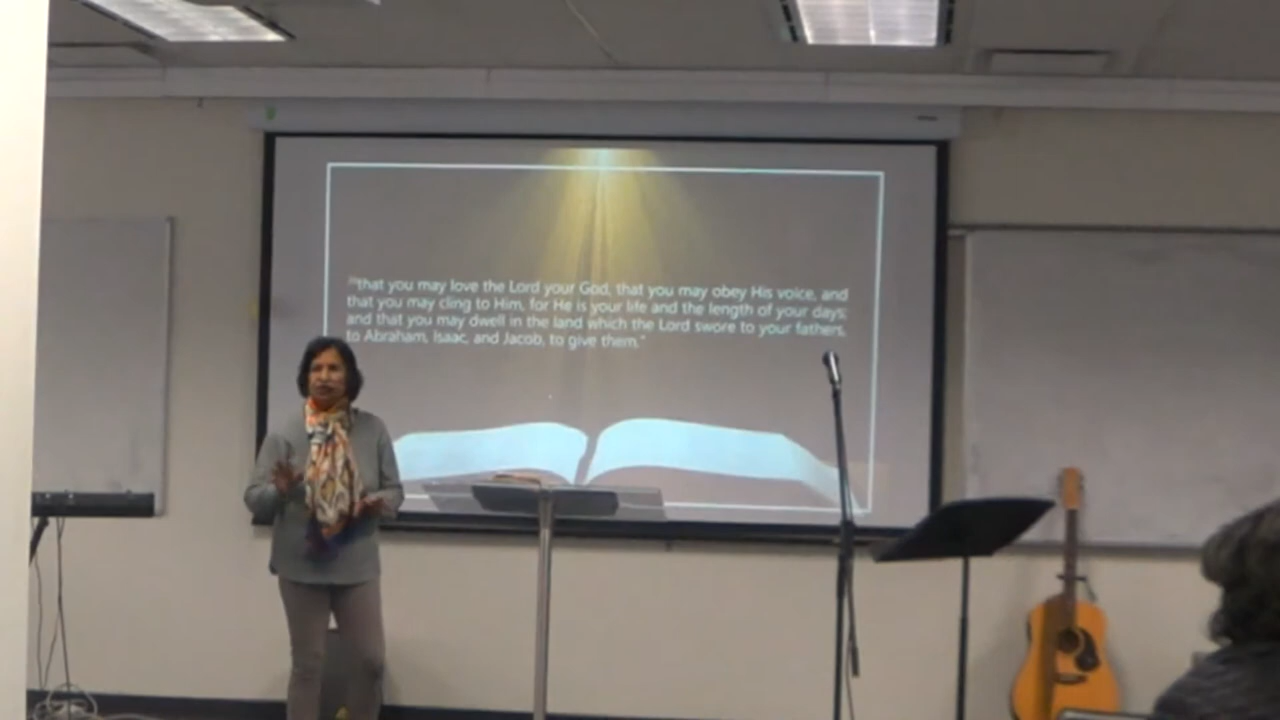 20that you may love the Lord your God, that you may obey His voice, and
that you may cling to Him, for He is your life and the length of your days;
and that you may dwell in the land which the Lord swore to your fathers,
to Abraham, Isaac, and Jacob, to give them."